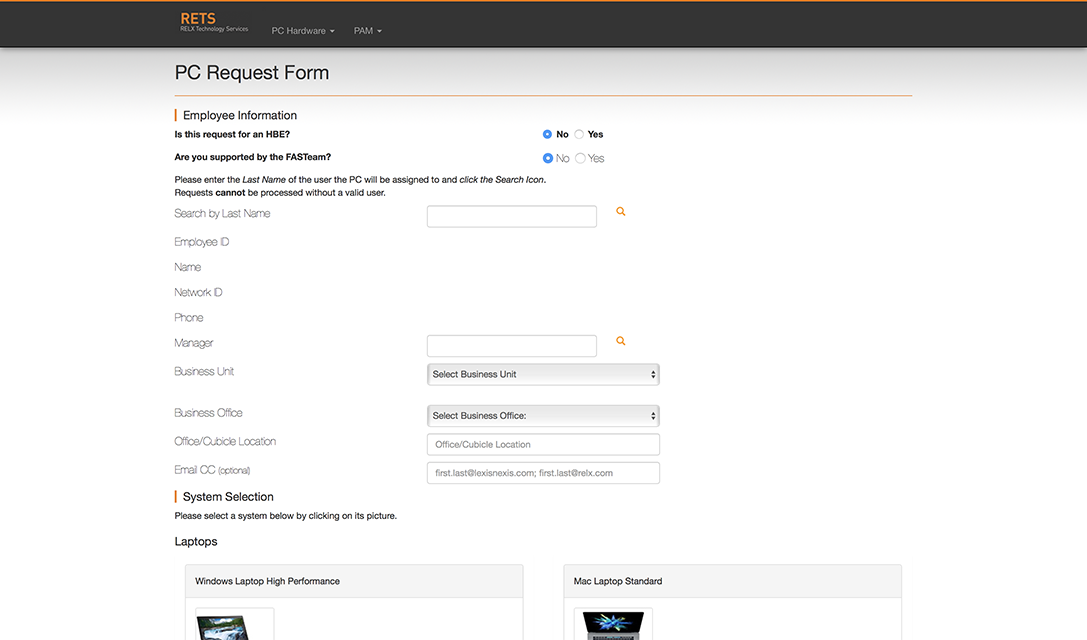 RETS
RELX Technology Services
PC Hardware
PAM
PC Request Form
Employee Information
Is this request for an HBE? No Yes
Are you supported by the FASTeam? No Yes
Please enter the Last Name of the user the PC will be assigned to and click the Search Icon.
Requests cannot be processed without a valid user.
Search by Last Name
Employee ID
Name
Network ID
Phone
Manager
Business Unit Select Business Unit
Business Office Select Business Office:
Office/Cubicle Location Office/Cubicle Location
Email CC (optional) first.last@lexisnexis.com; first.last@relx.com
System Selection
Please select a system below by clicking on its picture.
Laptops
Windows Laptop High Performance
Mac Laptop Standard